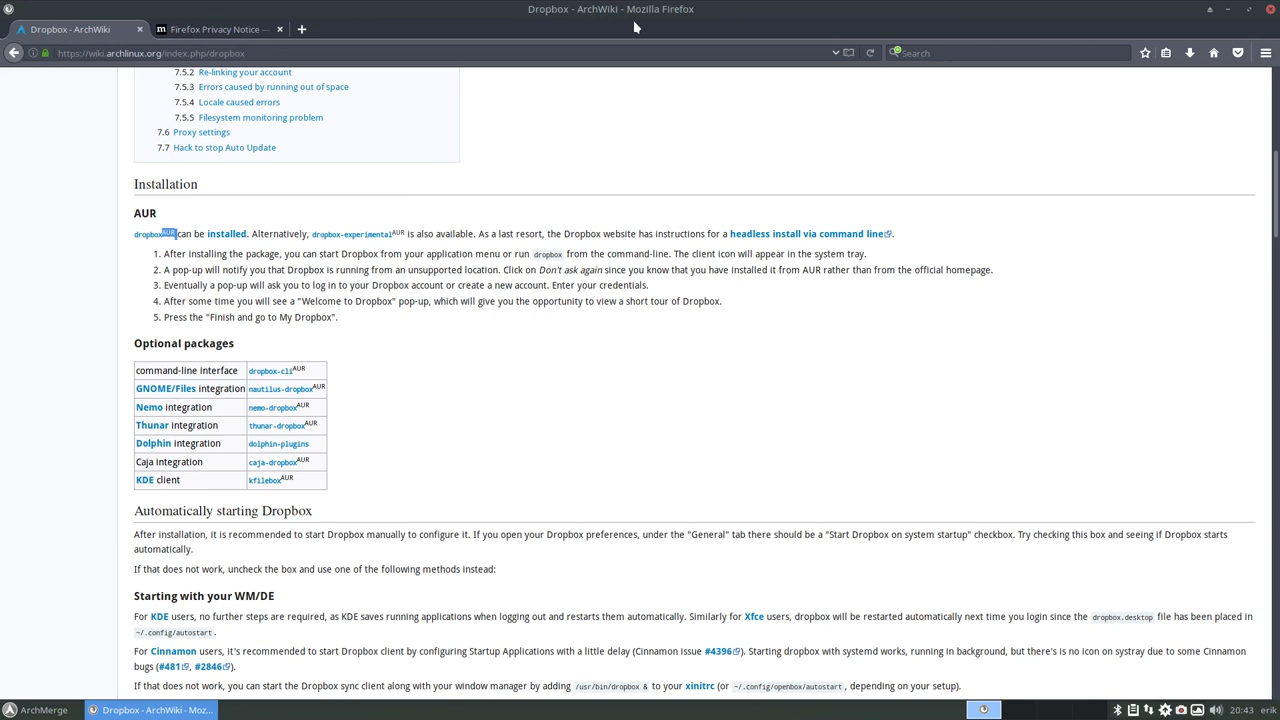 Dropbox - ArchWiki - Mozilla Firefox
Dropbox - ArchWiki × Firefox Privacy Notice — ×
https://wiki.archlinux.org/index.php/dropbox Search
7.5.2 Re-linking your account
7.5.3 Errors caused by running out of space
7.5.4 Locale caused errors
7.5.5 Filesystem monitoring problem
7.6 Proxy settings
7.7 Hack to stop Auto Update
Installation
AUR
dropboxAUR can be installed. Alternatively, dropbox-experimentalAUR is also available. As a last resort, the Dropbox website has instructions for a headless install via command line.
1. After installing the package, you can start Dropbox from your application menu or run dropbox from the command-line. The client icon will appear in the system tray.
2. A pop-up will notify you that Dropbox is running from an unsupported location. Click on Don't ask again since you know that you have installed it from AUR rather than from the official homepage.
3. Eventually a pop-up will ask you to log in to your Dropbox account or create a new account. Enter your credentials.
4. After some time you will see a "Welcome to Dropbox" pop-up, which will give you the opportunity to view a short tour of Dropbox.
5. Press the "Finish and go to My Dropbox".
Optional packages
command-line interface dropbox-cliAUR
GNOME/Files integration nautilus-dropboxAUR
Nemo integration nemo-dropboxAUR
Thunar integration thunar-dropboxAUR
Dolphin integration dolphin-plugins
Caja integration caja-dropboxAUR
KDE client kfileboxAUR
Automatically starting Dropbox
After installation, it is recommended to start Dropbox manually to configure it. If you open your Dropbox preferences, under the "General" tab there should be a "Start Dropbox on system startup" checkbox. Try checking this box and seeing if Dropbox starts
automatically.
If that does not work, uncheck the box and use one of the following methods instead:
Starting with your WM/DE
For KDE users, no further steps are required, as KDE saves running applications when logging out and restarts them automatically. Similarly for Xfce users, dropbox will be restarted automatically next time you login since the dropbox.desktop file has been placed in
~/.config/autostart.
For Cinnamon users, it's recommended to start Dropbox client by configuring Startup Applications with a little delay (Cinnamon issue #4396). Starting dropbox with systemd works, running in background, but there's no icon on systray due to some Cinnamon
bugs (#481, #2846).
If that does not work, you can start the Dropbox sync client along with your window manager by adding /usr/bin/dropbox & to your xinitrc (or ~/.config/openbox/autostart, depending on your setup).
ArchMerge Dropbox - ArchWiki - Moz... 20:43 erik